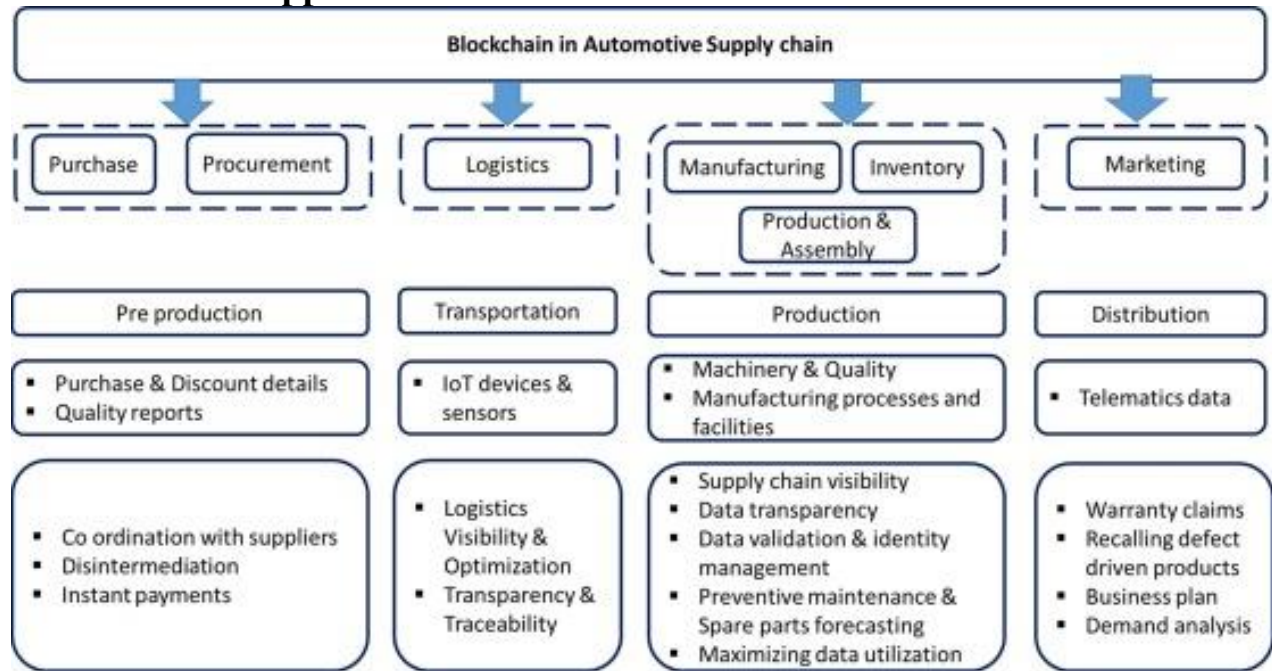 Blockchain in Automotive Supply chain
Purchase
Procurement
Logistics
Manufacturing
Inventory
Production &
Assembly
Marketing
Pre production
Transportation
Production
Distribution
▪ Purchase & Discount details
▪ Quality reports
▪ IoT devices &
sensors
▪ Machinery & Quality
▪ Manufacturing processes and
facilities
▪ Telematics data
▪ Co ordination with suppliers
▪ Disintermediation
▪ Instant payments
▪ Logistics
Visibility &
Optimization
▪ Transparency &
Traceability
▪ Supply chain visibility
▪ Data transparency
▪ Data validation & identity
management
▪ Preventive maintenance &
Spare parts forecasting
▪ Maximizing data utilization
▪ Warranty claims
▪ Recalling defect
driven products
▪ Business plan
▪ Demand analysis